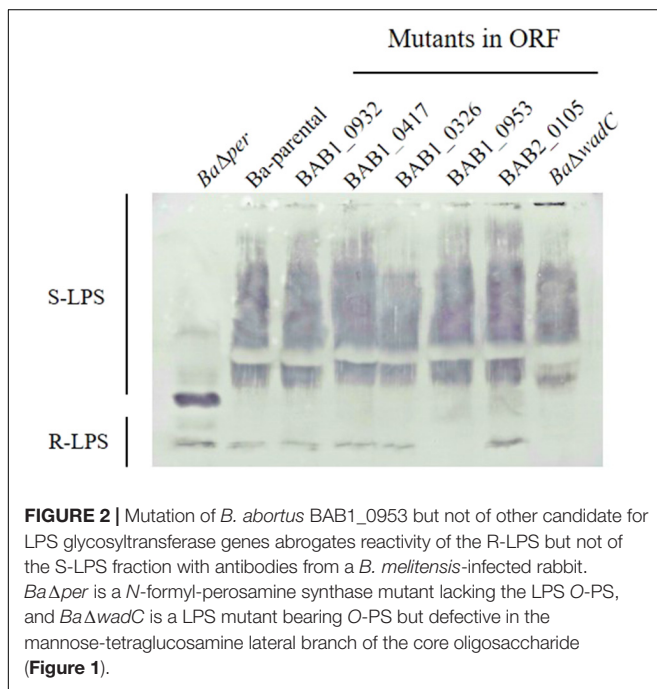 Mutants in ORF
BaΔper
Ba-parental
BAB1_0932
BAB1_0417
BAB1_0326
BAB1_0953
BAB2_0105
BaΔwadC
S-LPS
R-LPS
FIGURE 2 | Mutation of B. abortus BAB1_0953 but not of other candidate for
LPS glycosyltransferase genes abrogates reactivity of the R-LPS but not of
the S-LPS fraction with antibodies from a B. melitensis-infected rabbit.
BaΔper is a N-formyl-perosamine synthase mutant lacking the LPS O-PS,
and BaΔwadC is a LPS mutant bearing O-PS but defective in the
mannose-tetraglucosamine lateral branch of the core oligosaccharide
(Figure 1).